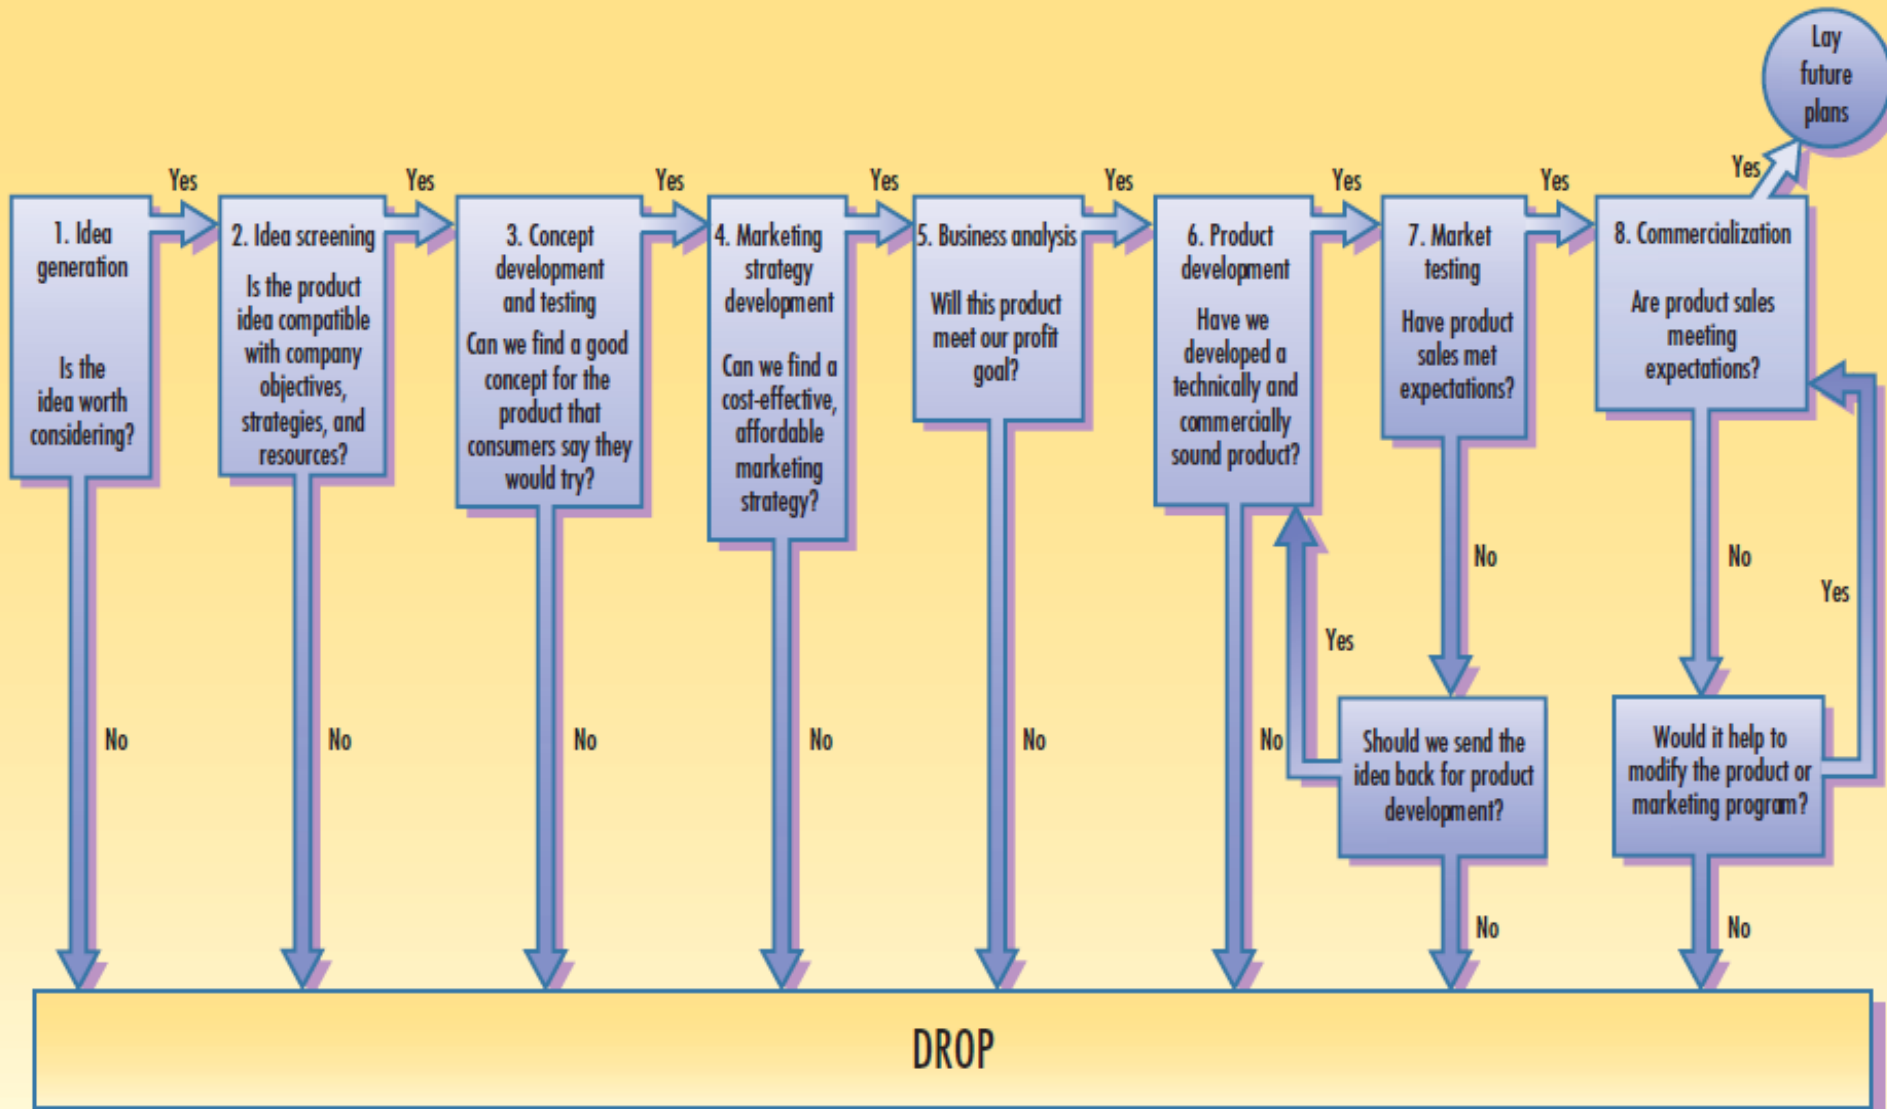 Lay
future
plans
Yes
Yes
Yes
Yes
Yes
Yes
Yes
Yes
1. Idea
generation
Is the
idea worth
considering?
2. Idea screening
Is the product
idea compatible
with company
objectives,
strategies, and
resources?
3. Concept
development
and testing
Can we find a good
concept for the
product that
consumers say they
would try?
4. Marketing
strategy
development
Can we find a
cost-effective,
affordable
marketing
strategy?
5. Business analysis
Will this product
meet our profit
goal?
6. Product
development
Have we
developed a
technically and
commercially
sound product?
7. Market
testing
Have product
sales met
expectations?
8. Commercialization
Are product sales
meeting
expectations?
No
No
Yes
Yes
No
No
No
No
No
No
Should we send the
idea back for product
development?
Would it help to
modify the product or
marketing program?
No
No
DROP